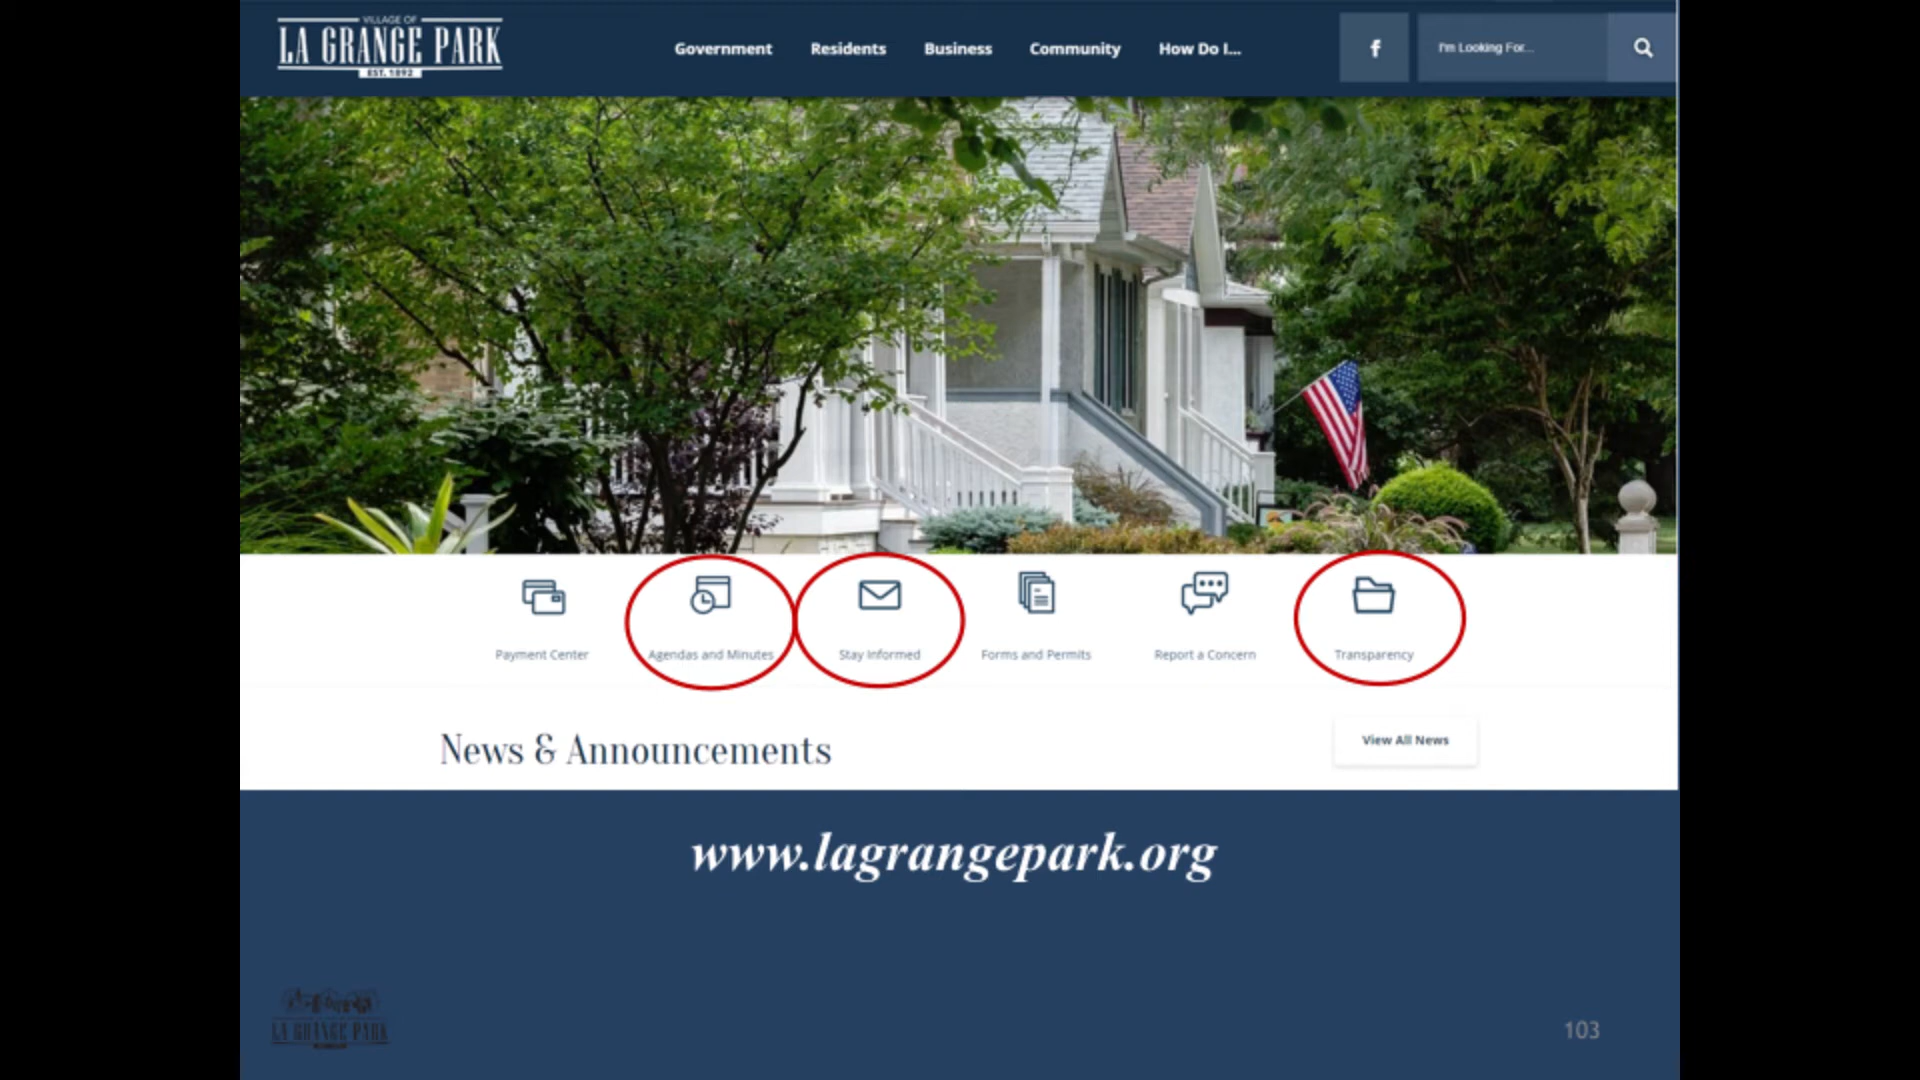 VILLAGE OF
LA GRANGE PARK
EST. 1892
Government Residents Business Community How Do I...
f
I'm Looking For...
Payment Center Agendas and Minutes Stay Informed Forms and Permits Report a Concern Transparency
News & Announcements
View All News
www.lagrangepark.org
LA GRANGE PARK
103